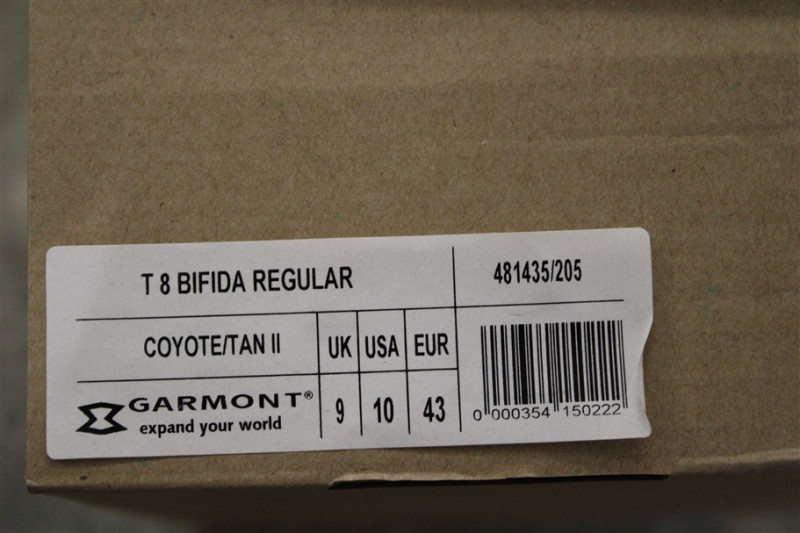 T 8 BIFIDA REGULAR
481435/205
COYOTE/TAN II
UK USA EUR
9 10 43
GARMONT®
expand your world
0 000354 150222